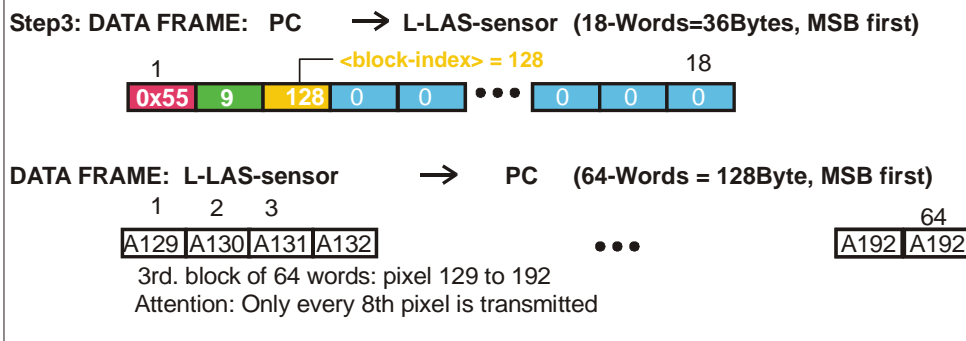 Step3: DATA FRAME: PC → L-LAS-sensor (18-Words=36Bytes, MSB first)
<block-index> = 128
1 18
0x55 9 128 0 0 ••• 0 0 0
DATA FRAME: L-LAS-sensor → PC (64-Words = 128Byte, MSB first)
1 2 3 64
A129 A130 A131 A132 ••• A192 A192
3rd. block of 64 words: pixel 129 to 192
Attention: Only every 8th pixel is transmitted